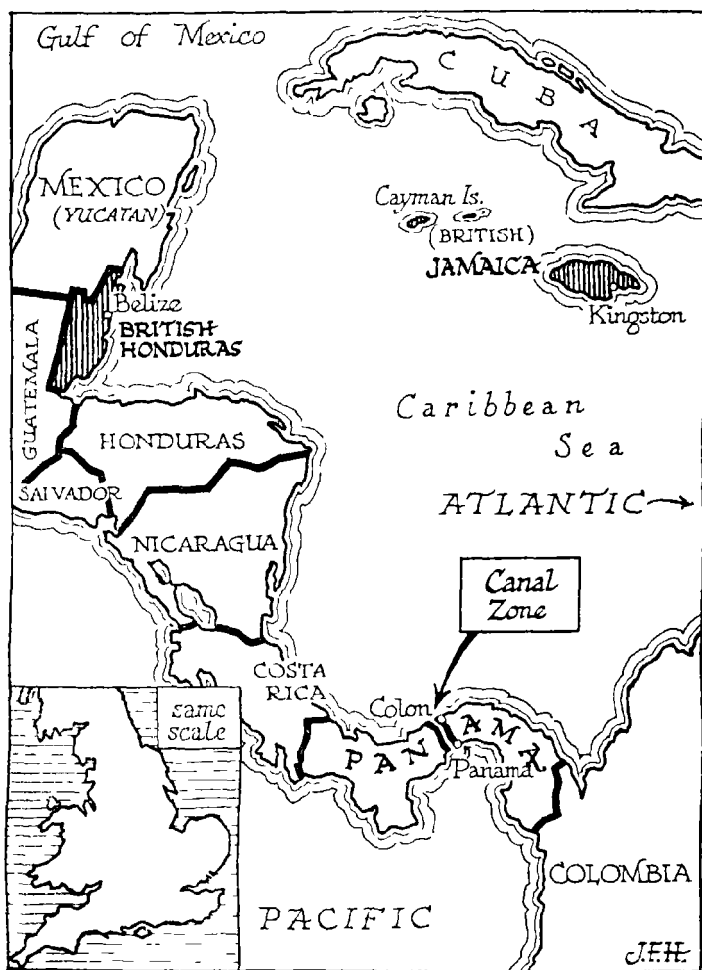 Gulf of Mexico
CUBA
MEXICO
(YUCATAN)
Cayman Is.
(BRITISH)
JAMAICA
Kingston
Belize
BRITISH
HONDURAS
GUATEMALA
Caribbean
Sea
HONDURAS
SALVADOR
ATLANTIC
NICARAGUA
Canal
Zone
COSTA
RICA
Colon
PANAMA
Panama
same
scale
COLOMBIA
PACIFIC
J.F.H.